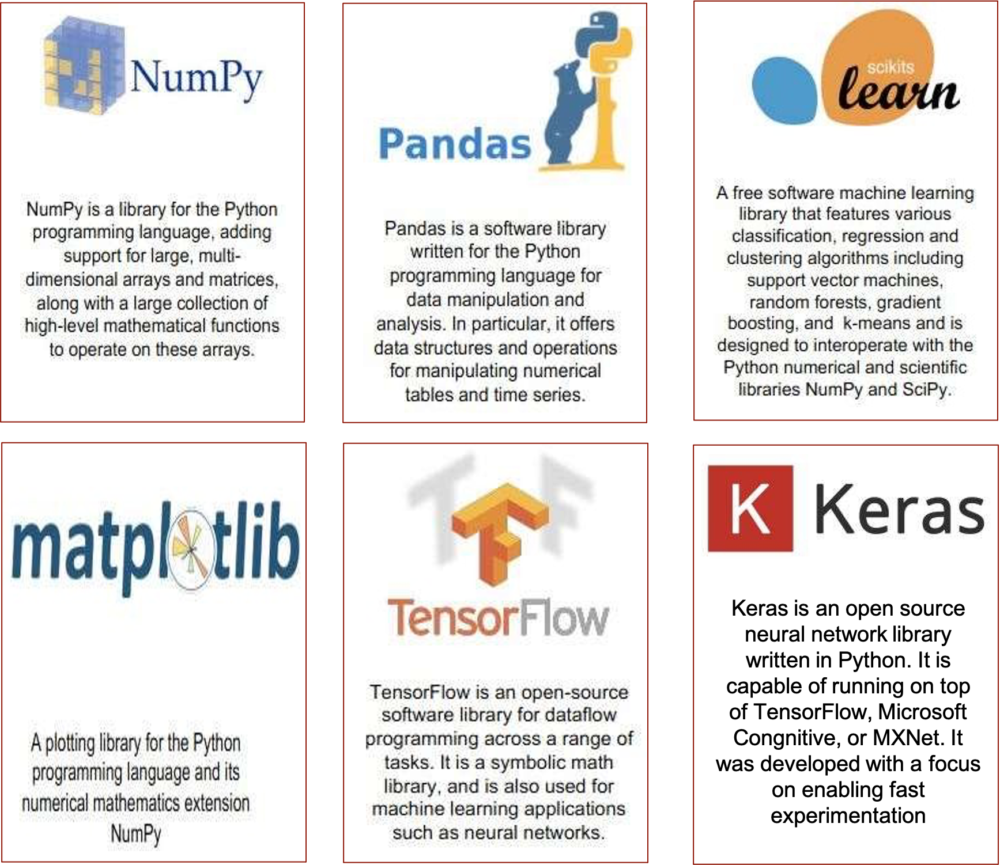 NumPy
NumPy is a library for the Python
programming language, adding
support for large, multi-
dimensional arrays and matrices,
along with a large collection of
high-level mathematical functions
to operate on these arrays.
Pandas
Pandas is a software library
written for the Python
programming language for
data manipulation and
analysis. In particular, it offers
data structures and operations
for manipulating numerical
tables and time series.
scikits
learn
A free software machine learning
library that features various
classification, regression and
clustering algorithms including
support vector machines,
random forests, gradient
boosting, and k-means and is
designed to interoperate with the
Python numerical and scientific
libraries NumPy and SciPy.
matplotlib
A plotting library for the Python
programming language and its
numerical mathematics extension
NumPy
TF
TensorFlow
TensorFlow is an open-source
software library for dataflow
programming across a range of
tasks. It is a symbolic math
library, and is also used for
machine learning applications
such as neural networks.
K Keras
Keras is an open source
neural network library
written in Python. It is
capable of running on top
of TensorFlow, Microsoft
Congnitive, or MXNet. It
was developed with a focus
on enabling fast
experimentation